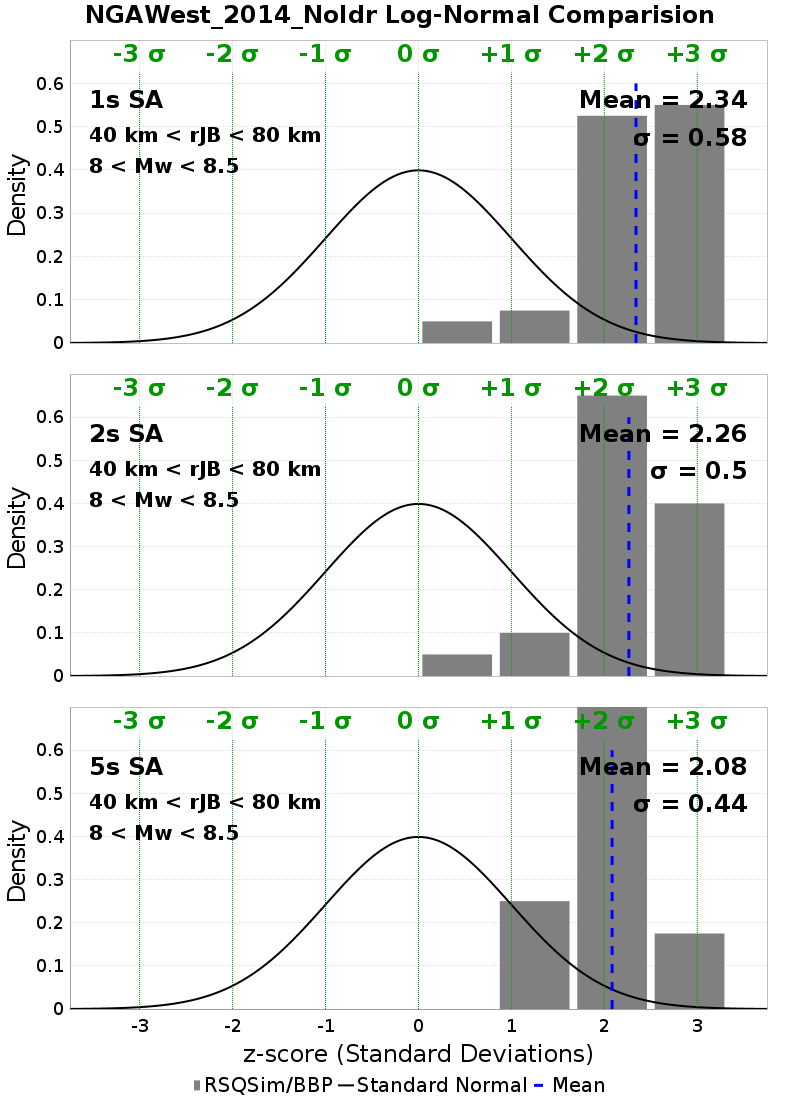 NGAWest_2014_NoIdr Log-Normal Comparision
-3 σ -2 σ -1 σ 0 σ +1 σ +2 σ +3 σ
1s SA
Mean = 2.34
40 km < rJB < 80 km
σ = 0.58
8 < Mw < 8.5
0.6
0.5
0.4
0.3
0.2
0.1
0
Density
-3 σ -2 σ -1 σ 0 σ +1 σ +2 σ +3 σ
2s SA
Mean = 2.26
40 km < rJB < 80 km
σ = 0.5
8 < Mw < 8.5
0.6
0.5
0.4
0.3
0.2
0.1
0
Density
-3 σ -2 σ -1 σ 0 σ +1 σ +2 σ +3 σ
5s SA
Mean = 2.08
40 km < rJB < 80 km
σ = 0.44
8 < Mw < 8.5
0.6
0.5
0.4
0.3
0.2
0.1
0
Density
-3 -2 -1 0 1 2 3
z-score (Standard Deviations)
RSQSim/BBP Standard Normal Mean